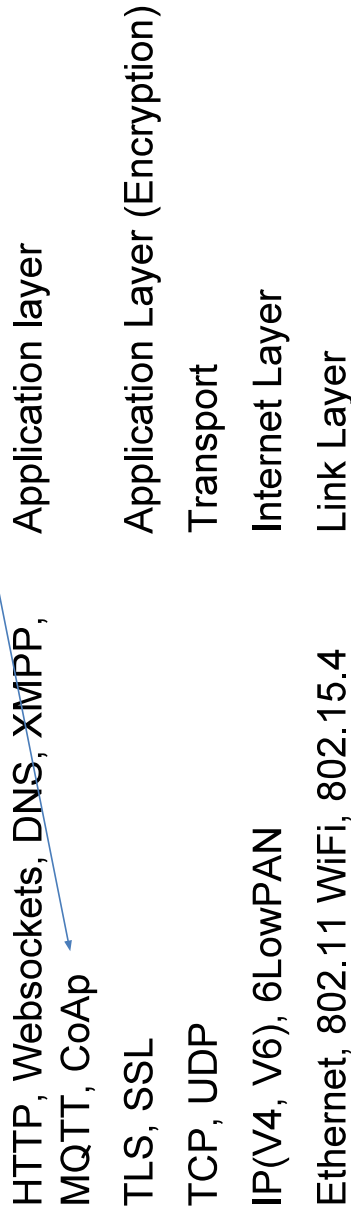 HTTP, Websockets, DNS, XMPP,
MQTT, CoAp
Application layer
TLS, SSL
Application Layer (Encryption)
TCP, UDP
Transport
IP(V4, V6), 6LowPAN
Internet Layer
Ethernet, 802.11 WiFi, 802.15.4
Link Layer